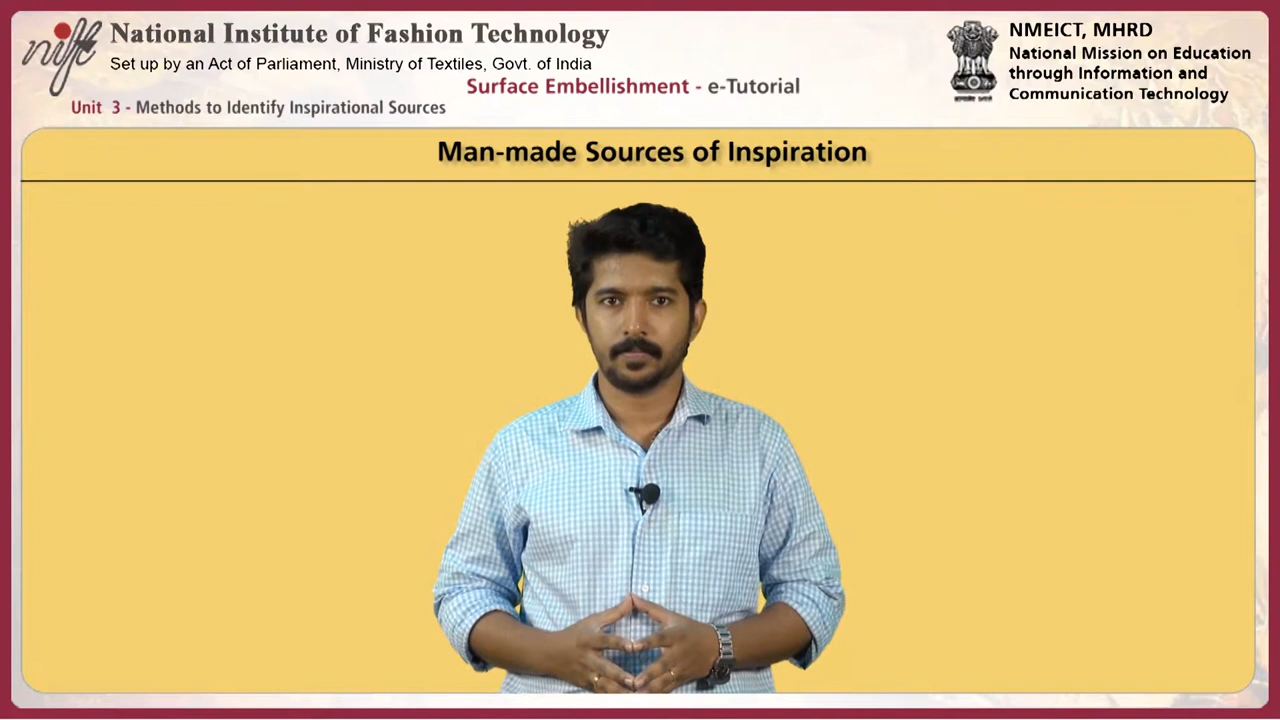 nift
National Institute of Fashion Technology
Set up by an Act of Parliament, Ministry of Textiles, Govt. of India
Surface Embellishment - e-Tutorial
Unit 3 - Methods to Identify Inspirational Sources
NMEICT, MHRD
National Mission on Education
through Information and
Communication Technology
Man-made Sources of Inspiration